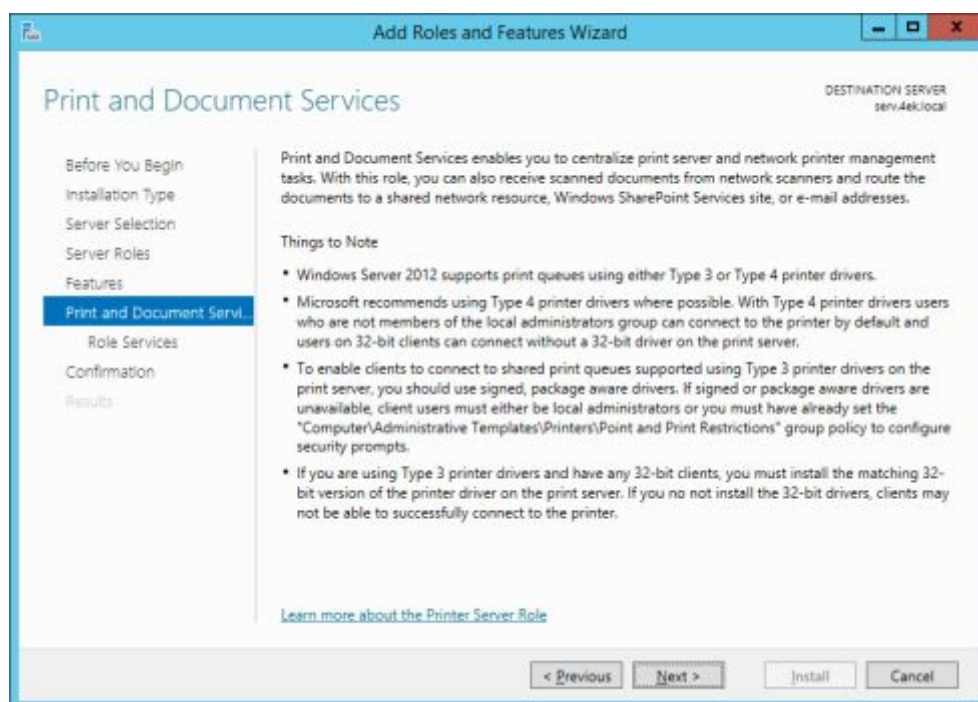 Add Roles and Features Wizard
Print and Document Services
DESTINATION SERVER
serv.4ek.local
Before You Begin
Installation Type
Server Selection
Server Roles
Features
Print and Document Servi...
Role Services
Confirmation
Results
Print and Document Services enables you to centralize print server and network printer management
tasks. With this role, you can also receive scanned documents from network scanners and route the
documents to a shared network resource, Windows SharePoint Services site, or e-mail addresses.
Things to Note
• Windows Server 2012 supports print queues using either Type 3 or Type 4 printer drivers.
• Microsoft recommends using Type 4 printer drivers where possible. With Type 4 printer drivers users
who are not members of the local administrators group can connect to the printer by default and
users on 32-bit clients can connect without a 32-bit driver on the print server.
• To enable clients to connect to shared print queues supported using Type 3 printer drivers on the
print server, you should use signed, package aware drivers. If signed or package aware drivers are
unavailable, client users must either be local administrators or you must have already set the
"Computer\Administrative Templates\Printers\Point and Print Restrictions" group policy to configure
security prompts.
• If you are using Type 3 printer drivers and have any 32-bit clients, you must install the matching 32-
bit version of the printer driver on the print server. If you no not install the 32-bit drivers, clients may
not be able to successfully connect to the printer.
Learn more about the Printer Server Role
< Previous
Next >
Install
Cancel